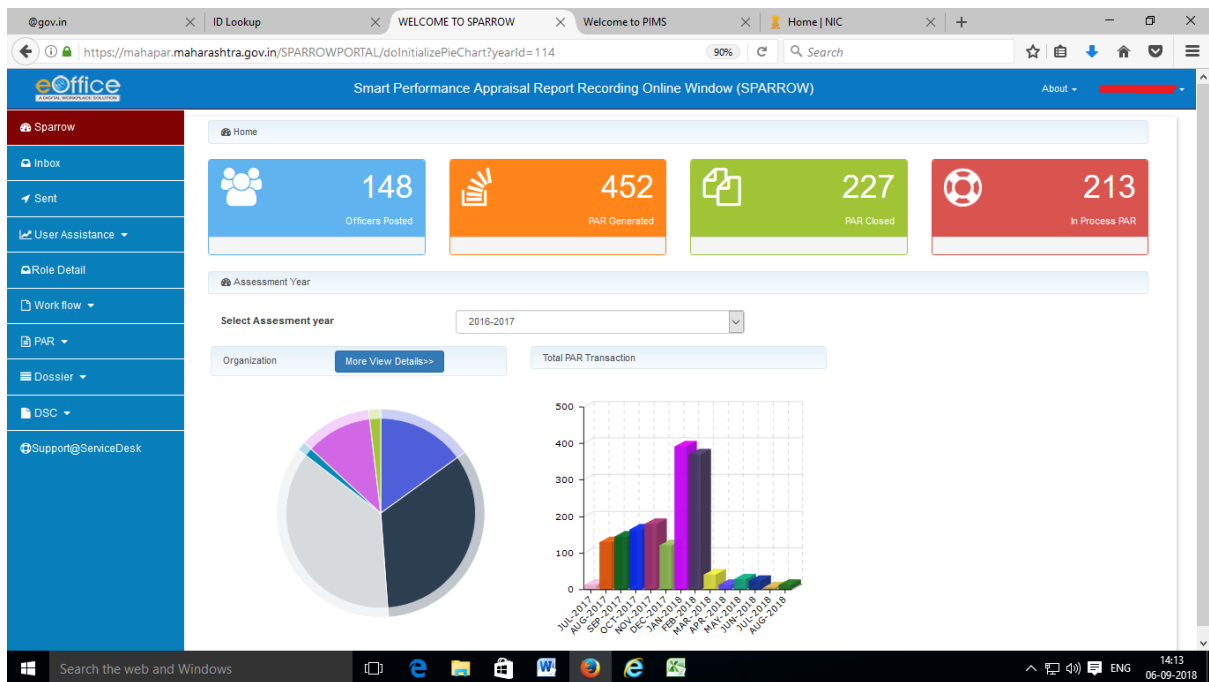 @gov.in
ID Lookup
WELCOME TO SPARROW
Welcome to PIMS
Home | NIC
https://mahapar.maharashtra.gov.in/SPARROWPORTAL/doInitializePieChart?yearId=114
90%
Search
eOffice
A DIGITAL WORKPLACE SOLUTION
Smart Performance Appraisal Report Recording Online Window (SPARROW)
About
Sparrow
Inbox
Sent
User Assistance
Role Detail
Work flow
PAR
Dossier
DSC
Support@ServiceDesk
Home
148
Officers Posted
452
PAR Generated
227
PAR Closed
213
In Process PAR
Assessment Year
Select Assesment year
2016-2017
Organization
More View Details>>
Total PAR Transaction
500
400
300
200
100
0
JUL-2017
AUG-2017
SEP-2017
OCT-2017
NOV-2017
DEC-2017
JAN-2018
FEB-2018
MAR-2018
APR-2018
MAY-2018
JUN-2018
JUL-2018
AUG-2018
Search the web and Windows
ENG
14:13
06-09-2018